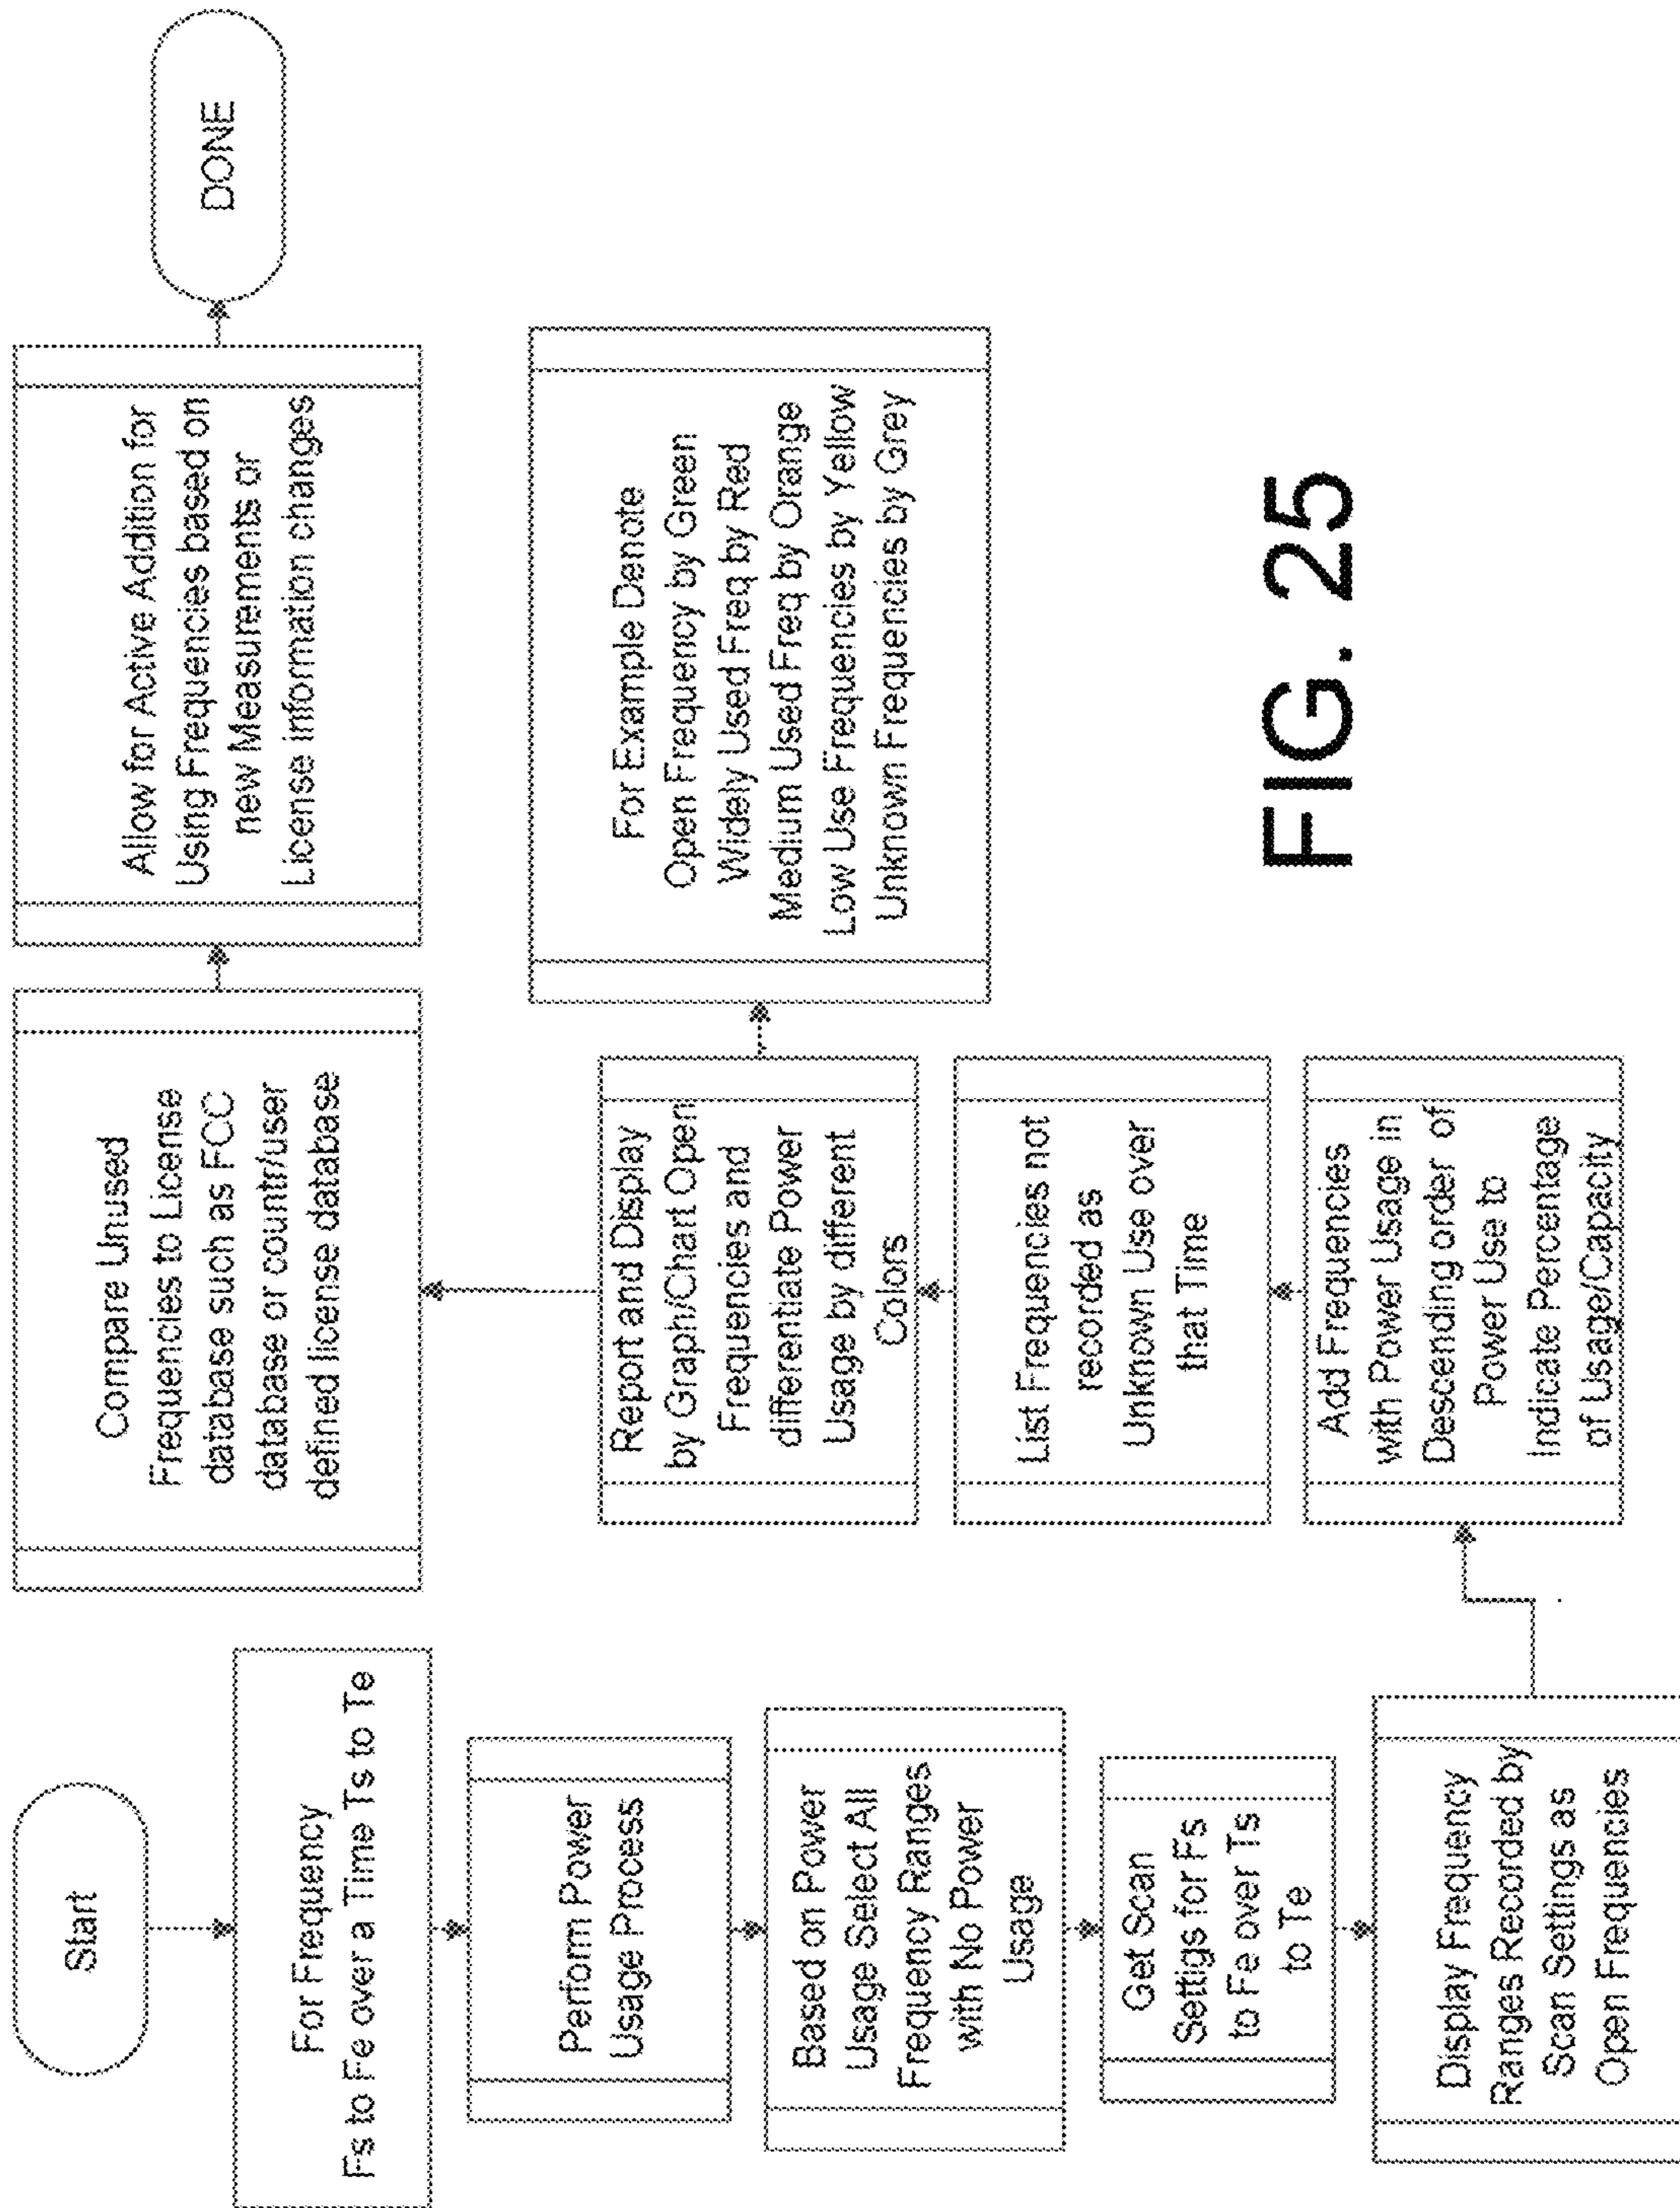 Start
For Frequency
Fs to Fe over a Time Ts to Te
Perform Power
Usage Process
Based on Power
Usage Select All
Frequency Ranges
with No Power
Usage
Get Scan
Settigs for Fs
to Fe over Ts
to Te
Display Frequency
Ranges Recorded by
Scan Settings as
Open Frequencies
Add Frequencies
with Power Usage in
Descending order of
Power Use to
Indicate Percentage
of Usage/Capacity
List Frequencies not
recorded as
Unknown Use over
that Time
Report and Display
by Graph/Chart Open
Frequencies and
differentiate Power
Usage by different
Colors
For Example Denote
Open Frequency by Green
Widely Used Freq by Red
Medium Used Freq by Orange
Low Use Frequencies by Yellow
Unknown Frequencies by Grey
Compare Unused
Frequencies to License
database such as FCC
database or countr/user
defined license database
Allow for Active Addition for
Using Frequencies based on
new Measurements or
License information changes
DONE
FIG. 25